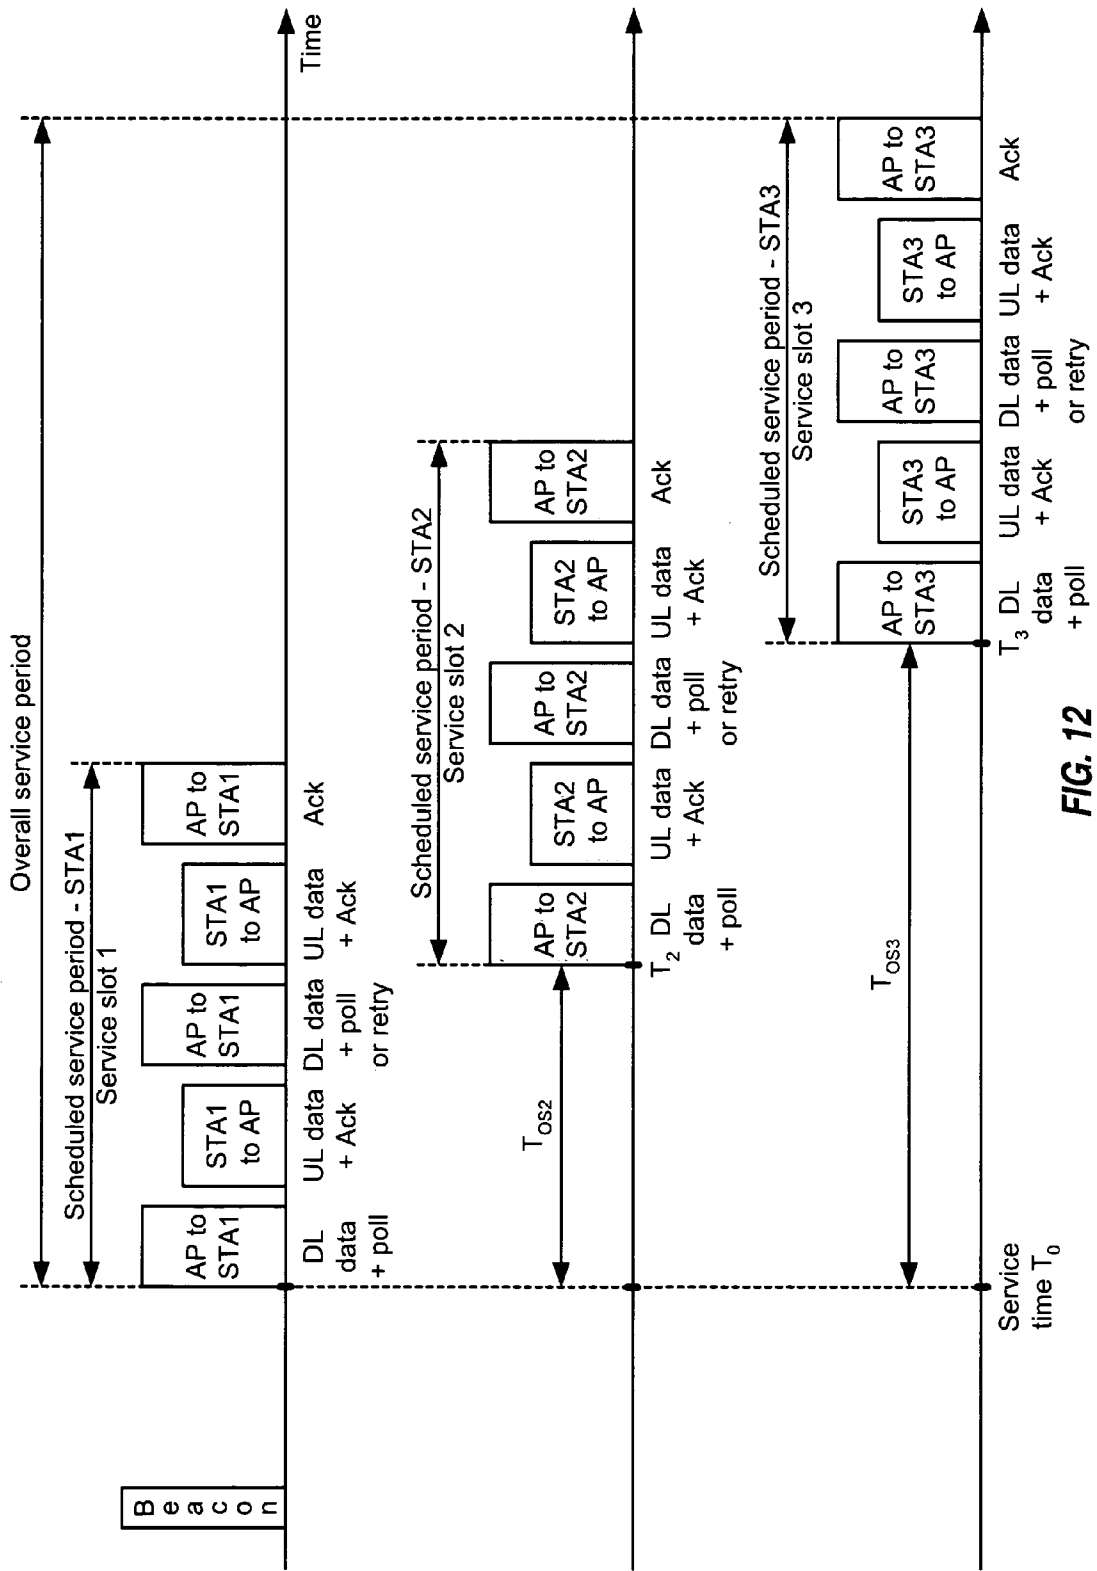 Overall service period
Scheduled service period - STA1
Service slot 1
Beacon
AP to
STA1
STA1
to AP
AP to
STA1
STA1
to AP
AP to
STA1
Time
DL
data
+ poll
UL data
+ Ack
DL data
+ poll
or retry
UL data
+ Ack
Ack
Scheduled service period - STA2
Service slot 2
AP to
STA2
STA2
to AP
AP to
STA2
STA2
to AP
AP to
STA2
TOS2
T2
DL
data
+ poll
UL data
+ Ack
DL data
+ poll
or retry
UL data
+ Ack
Ack
Scheduled service period - STA3
Service slot 3
AP to
STA3
STA3
to AP
AP to
STA3
STA3
to AP
AP to
STA3
TOS3
Service
time T0
T3
DL
data
+ poll
UL data
+ Ack
DL data
+ poll
or retry
UL data
+ Ack
Ack
FIG. 12